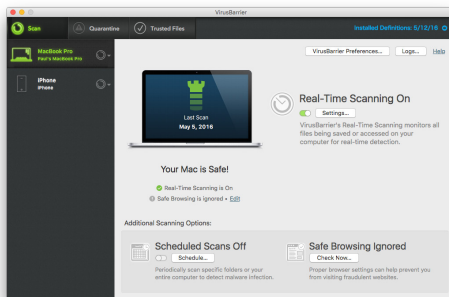 VirusBarrier
Scan
Quarantine
Trusted Files
Installed Definitions: 5/12/16
MacBook Pro
Paul's MacBook Pro
iPhone
iPhone
VirusBarrier Preferences...
Logs...
Help
Last Scan
May 5, 2016
Real-Time Scanning On
Settings...
VirusBarrier's Real-Time Scanning monitors all
files being saved or accessed on your
computer for real-time detection.
Your Mac is Safe!
Real-Time Scanning is On
Safe Browsing is Ignored • Edit
Additional Scanning Options:
Scheduled Scans Off
Schedule...
Periodically scan specific folders or your
entire computer to detect malware infection.
Safe Browsing Ignored
Check Now...
Proper browser settings can help prevent you
from visiting fraudulent websites.